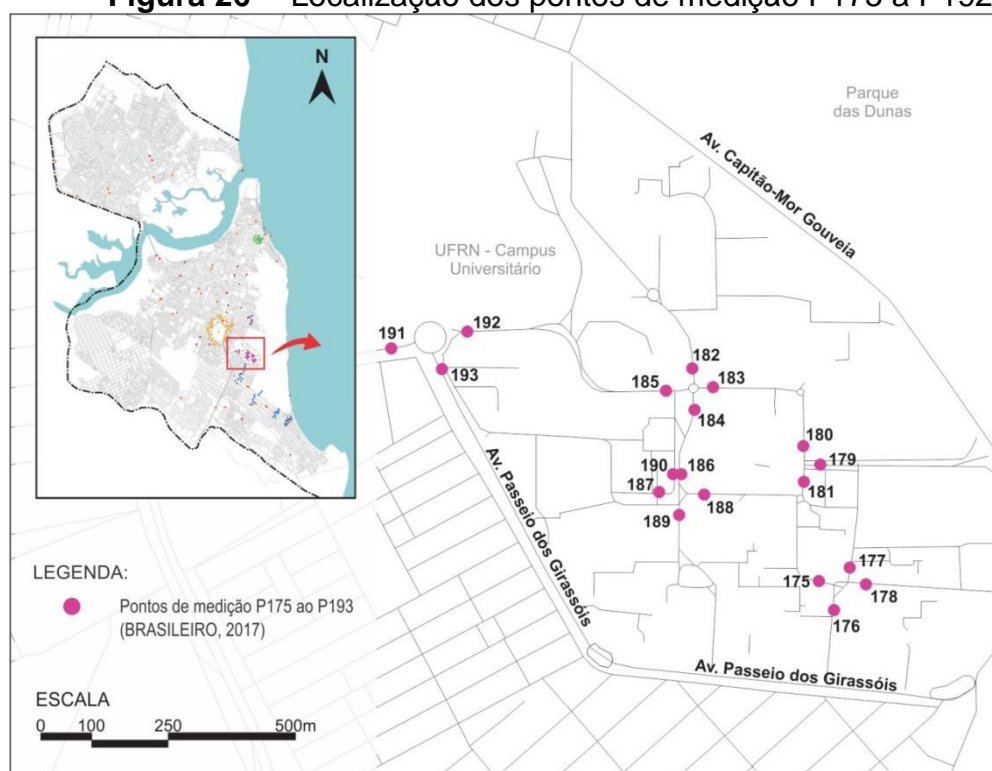 Figura 26 – Localização dos pontos de medição P175 a P192
N
Parque
das Dunas
Av. Capitão-Mor Gouveia
UFRN - Campus
Universitário
191
192
193
182
185
183
184
180
179
190
186
187
181
188
189
177
175
178
176
Av. Passeio dos Girassóis
Av. Passeio dos Girassóis
LEGENDA:
Pontos de medição P175 ao P193
(BRASILEIRO, 2017)
ESCALA
0 100 250 500m